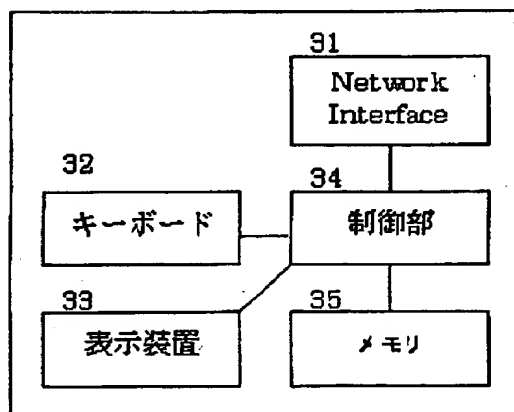 31
Network
Interface
32
キーボード
34
制御部
33
表示装置
35
メモリ